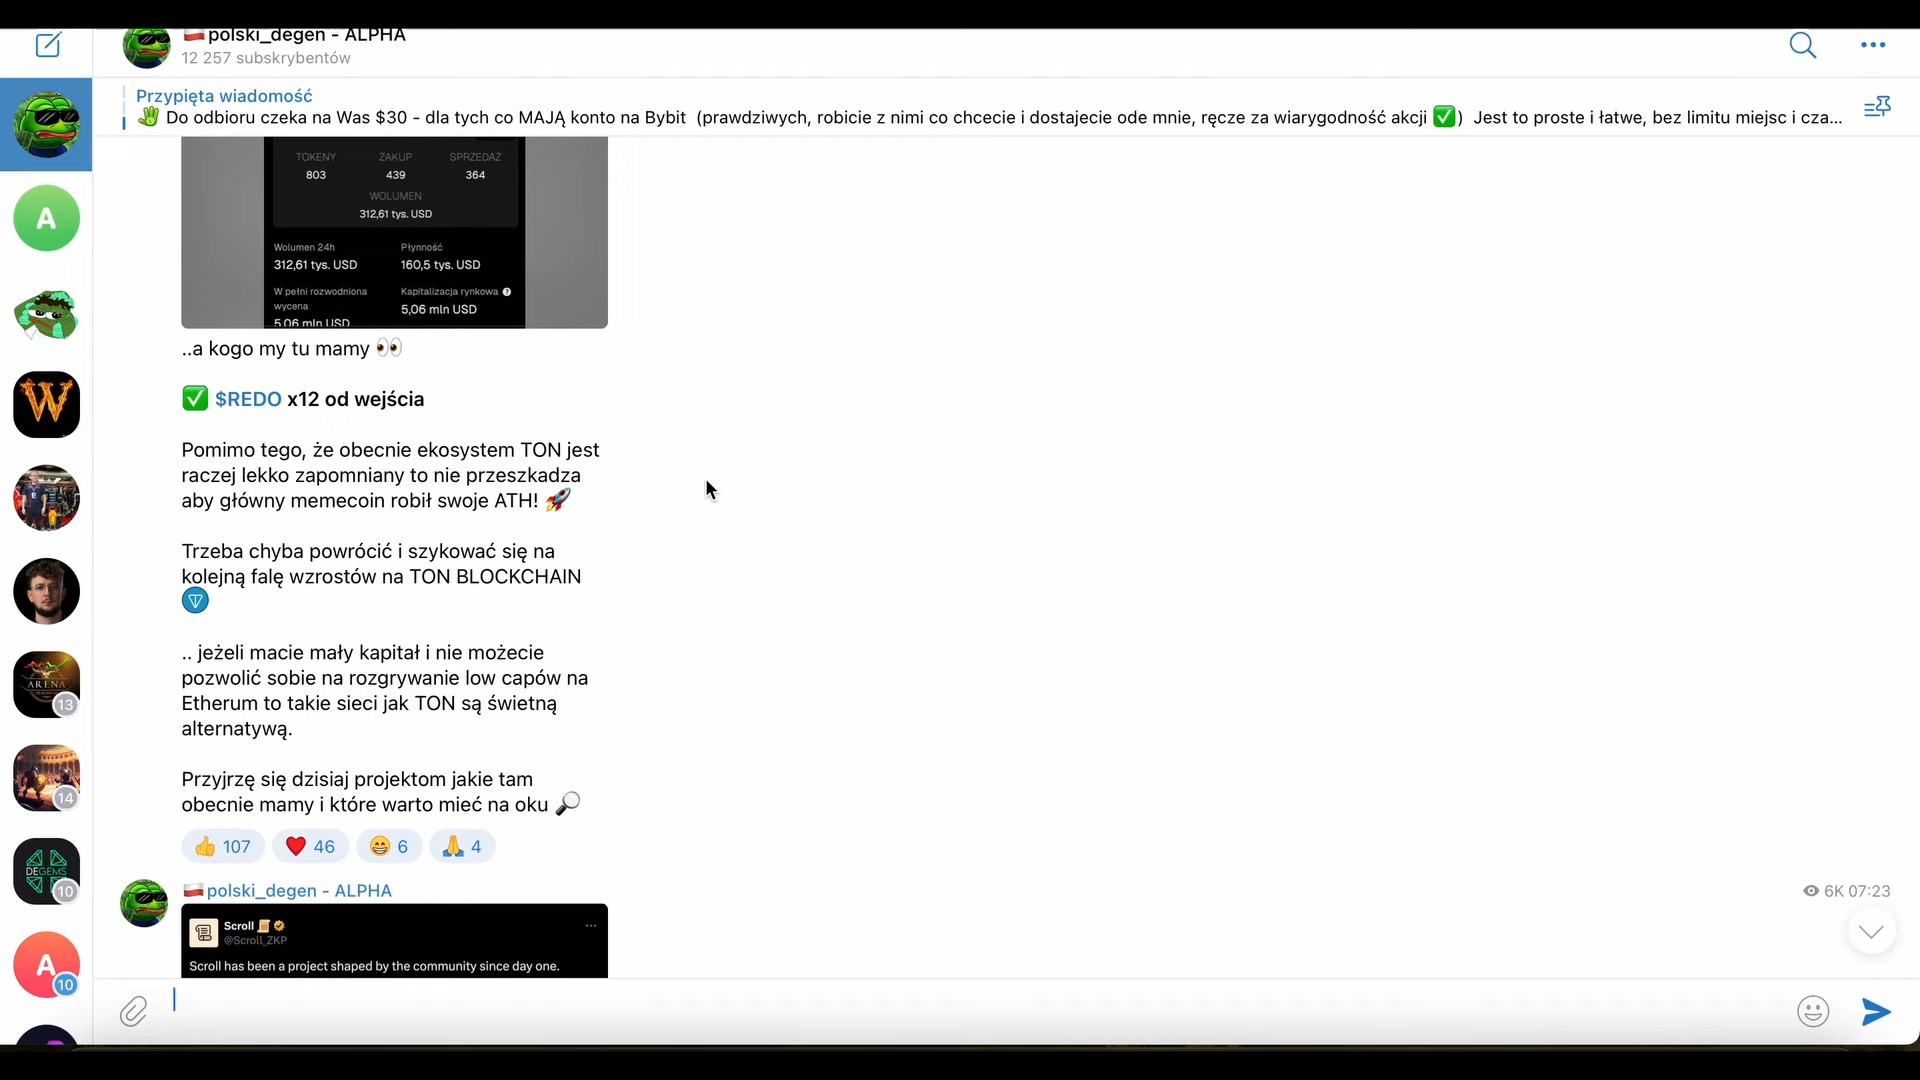 🇵🇱polski_degen - ALPHA
12 257 subskrybentów
Przypięta wiadomość
🖐 Do odbioru czeka na Was $30 - dla tych co MAJĄ konto na Bybit (prawdziwych, robicie z nimi co chcecie i dostajecie ode mnie, ręcze za wiarygodność akcji ✅) Jest to proste i łatwe, bez limitu miejsc i cza...
TOKENY ZAKUP SPRZEDAŻ
803 439 364
WOLUMEN
312,61 tys. USD
Wolumen 24h Płynność
312,61 tys. USD 160,5 tys. USD
W pełni rozwodniona wycena Kapitalizacja rynkowa
5,06 mln USD 5,06 mln USD
..a kogo my tu mamy 👀
✅ $REDO x12 od wejścia
Pomimo tego, że obecnie ekosystem TON jest
raczej lekko zapomniany to nie przeszkadza
aby główny memecoin robił swoje ATH! 🚀
Trzeba chyba powrócić i szykować się na
kolejną falę wzrostów na TON BLOCKCHAIN
.. jeżeli macie mały kapitał i nie możecie
pozwolić sobie na rozgrywanie low capów na
Etherum to takie sieci jak TON są świetną
alternatywą.
Przyjrzę się dzisiaj projektom jakie tam
obecnie mamy i które warto mieć na oku 🔎
👍 107 ❤️ 46 😁 6 🙏 4
🇵🇱polski_degen - ALPHA 6K 07:23
Scroll
@Scroll_ZKP
Scroll has been a project shaped by the community since day one.
A
W
ARENA
13
14
DEGEMS
10
A
10